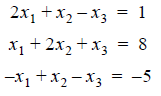 2x₁ + x₂ – x₃ = 1
x₁ + 2x₂ + x₃ = 8
–x₁ + x₂ – x₃ = –5